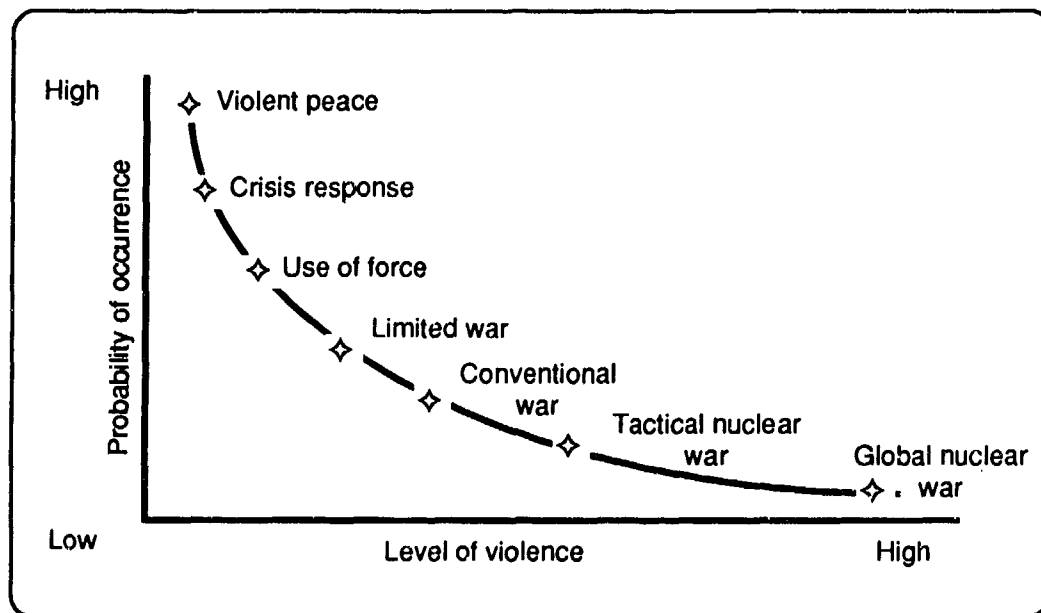 High
Violent peace
Crisis response
Use of force
Limited war
Conventional
war
Tactical nuclear
war
Global nuclear
war
Probability of occurrence
Low
Level of violence
High